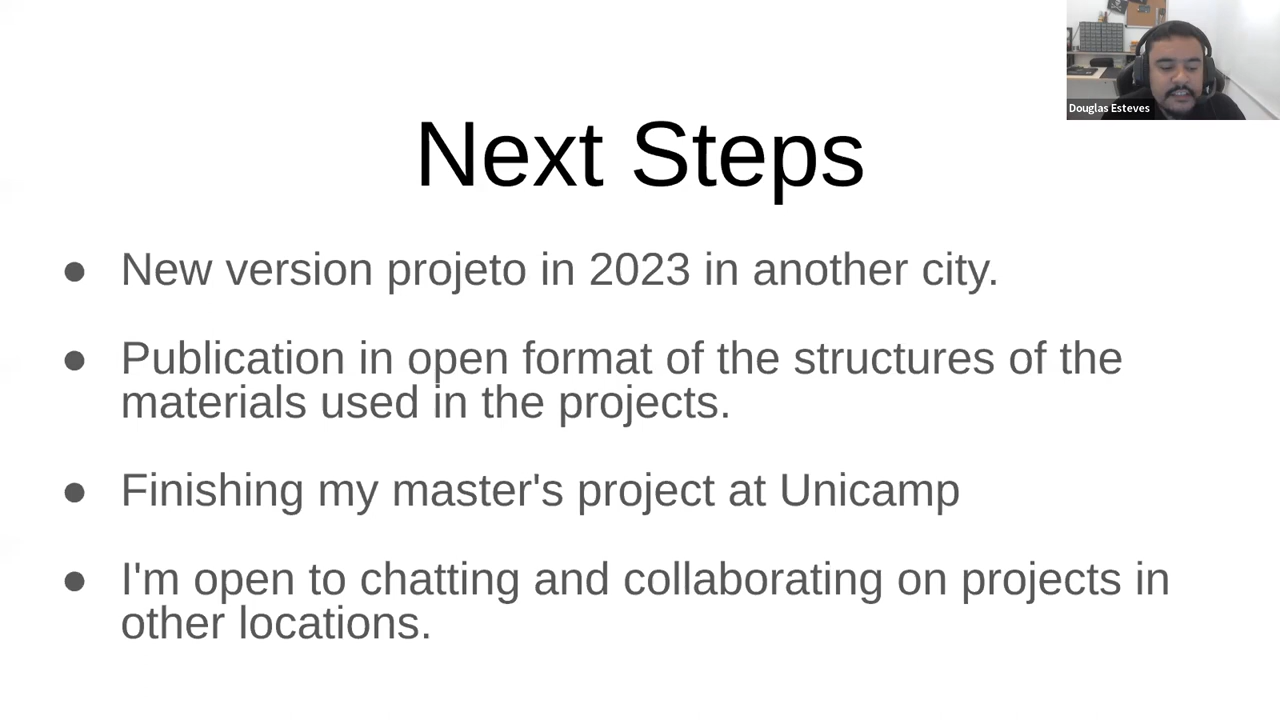 Douglas Esteves
Next Steps
● New version projeto in 2023 in another city.
● Publication in open format of the structures of the
materials used in the projects.
● Finishing my master's project at Unicamp
● I'm open to chatting and collaborating on projects in
other locations.